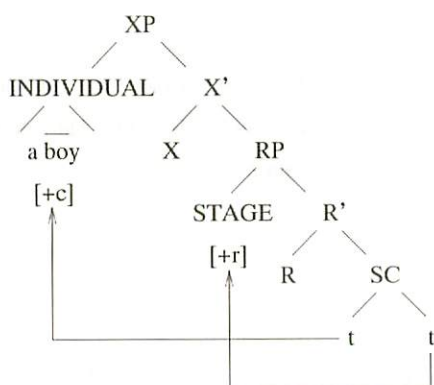 XP
INDIVIDUAL X'
a boy X RP
[+c] STAGE R'
[+r] R SC
t t